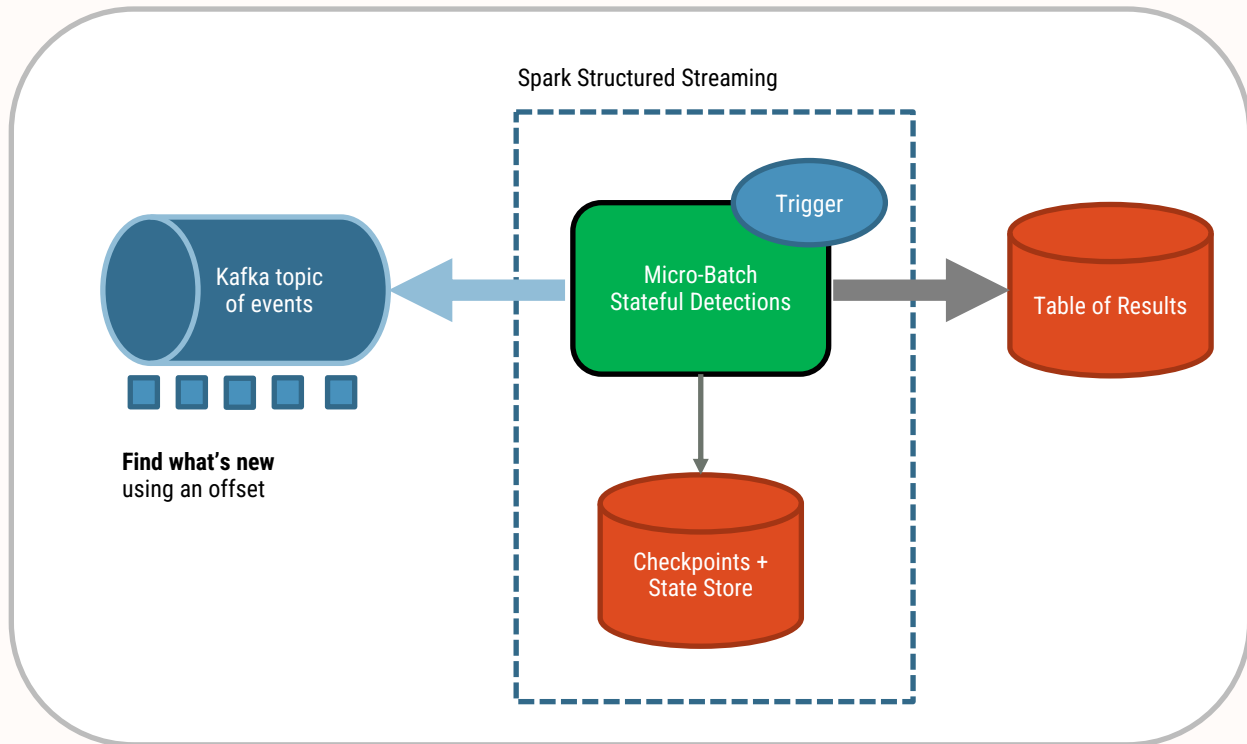 Spark Structured Streaming
Trigger
Kafka topic
of events
Micro-Batch
Stateful Detections
Table of Results
Find what’s new
using an offset
Checkpoints +
State Store